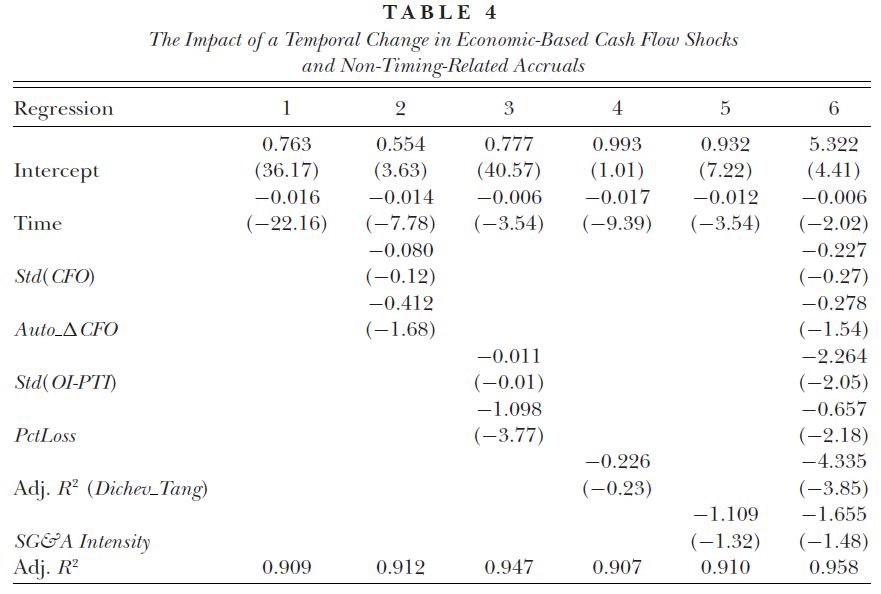 TABLE 4
The Impact of a Temporal Change in Economic-Based Cash Flow Shocks
and Non-Timing-Related Accruals
Regression 1 2 3 4 5 6
0.763 0.554 0.777 0.993 0.932 5.322
Intercept (36.17) (3.63) (40.57) (1.01) (7.22) (4.41)
−0.016 −0.014 −0.006 −0.017 −0.012 −0.006
Time (−22.16) (−7.78) (−3.54) (−9.39) (−3.54) (−2.02)
−0.080 −0.227
Std(CFO) (−0.12) (−0.27)
−0.412 −0.278
Auto_ΔCFO (−1.68) (−1.54)
−0.011 −2.264
Std(OI-PTI) (−0.01) (−2.05)
−1.098 −0.657
PctLoss (−3.77) (−2.18)
−0.226 −4.335
Adj. R² (Dichev_Tang) (−0.23) (−3.85)
−1.109 −1.655
SG&A Intensity (−1.32) (−1.48)
Adj. R² 0.909 0.912 0.947 0.907 0.910 0.958